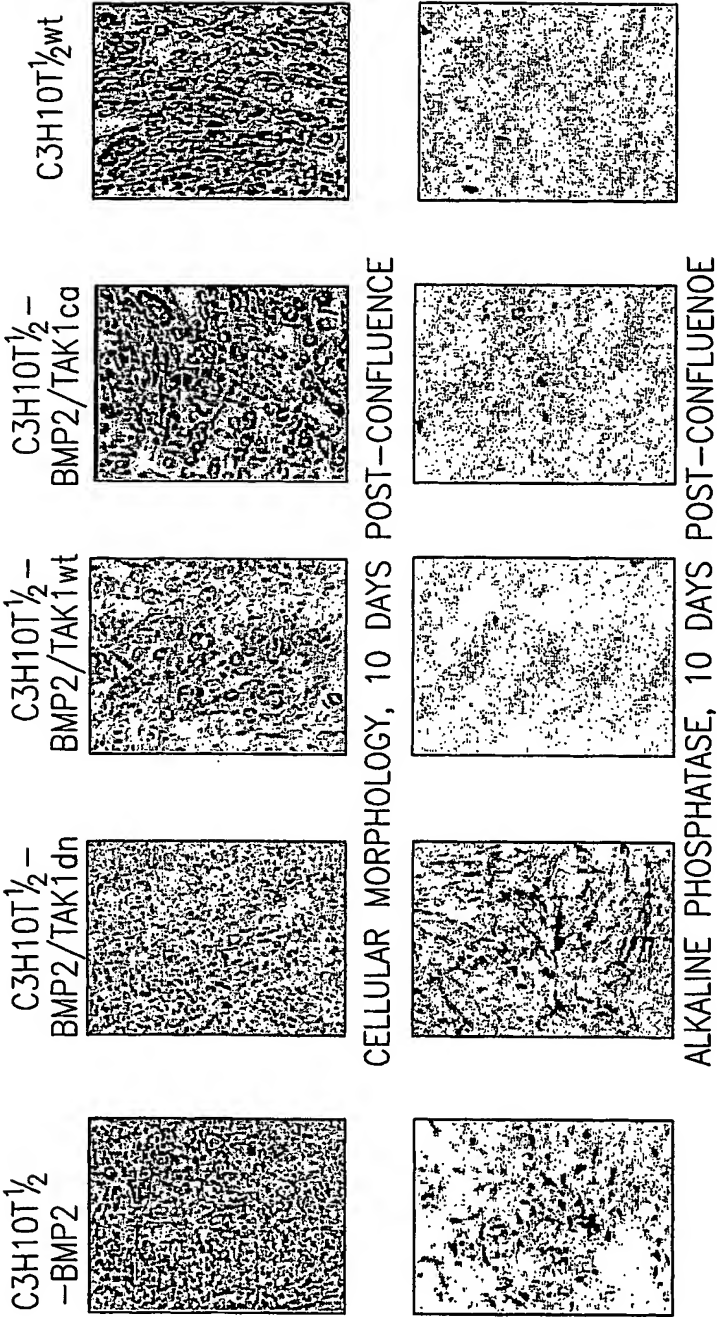 C3H10T½
-BMP2
C3H10T½-
BMP2/TAK1dn
C3H10T½-
BMP2/TAK1wt
C3H10T½-
BMP2/TAK1ca
C3H10T½wt
CELLULAR MORPHOLOGY, 10 DAYS POST-CONFLUENCE
ALKALINE PHOSPHATASE, 10 DAYS POST-CONFLUENOE